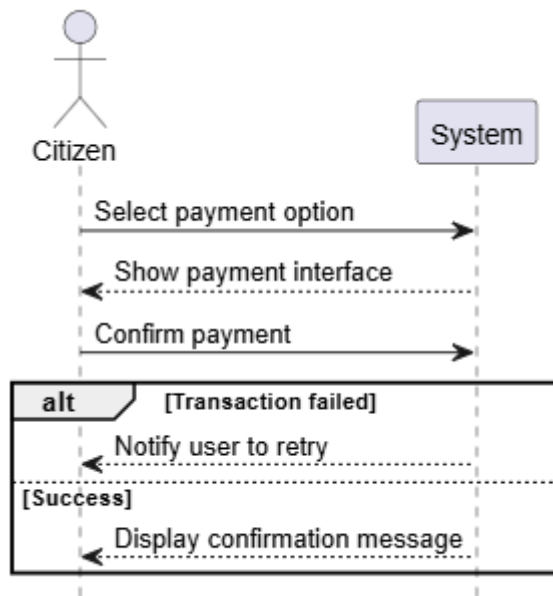 Citizen
System
Select payment option
Show payment interface
Confirm payment
alt [Transaction failed]
Notify user to retry
[Success]
Display confirmation message